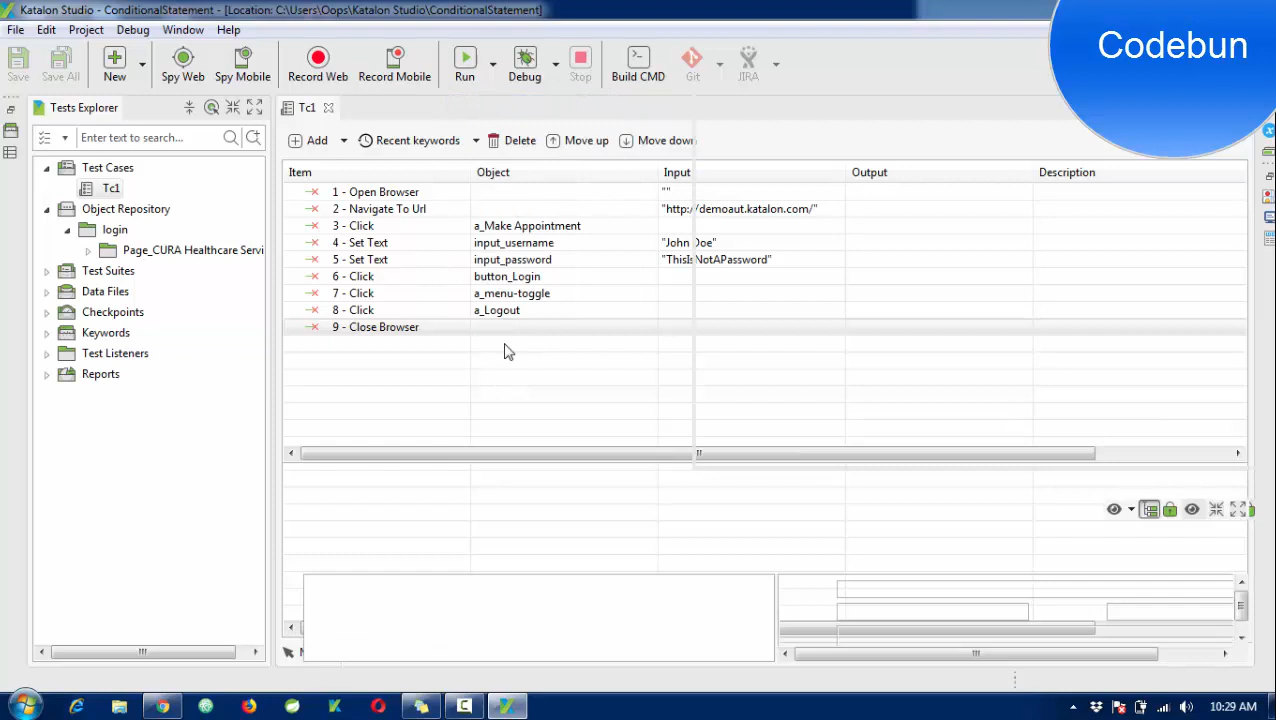 Katalon Studio - ConditionalStatement - [Location: C:\Users\Oops\Katalon Studio\ConditionalStatement]
File Edit Project Debug Window Help
Codebun
Save Save All New Spy Web Spy Mobile Record Web Record Mobile Run Debug Stop Build CMD Git JIRA
Tests Explorer
Tc1
Enter text to search...
Add Recent keywords Delete Move up Move down
Item Object Input Output Description
1 - Open Browser ""
2 - Navigate To Url "http://demoaut.katalon.com/"
3 - Click a_Make Appointment
4 - Set Text input_username "John Doe"
5 - Set Text input_password "ThisIsNotAPassword"
6 - Click button_Login
7 - Click a_menu-toggle
8 - Click a_Logout
9 - Close Browser
Test Cases
Tc1
Object Repository
login
Page_CURA Healthcare Servi
Test Suites
Data Files
Checkpoints
Keywords
Test Listeners
Reports
10:29 AM